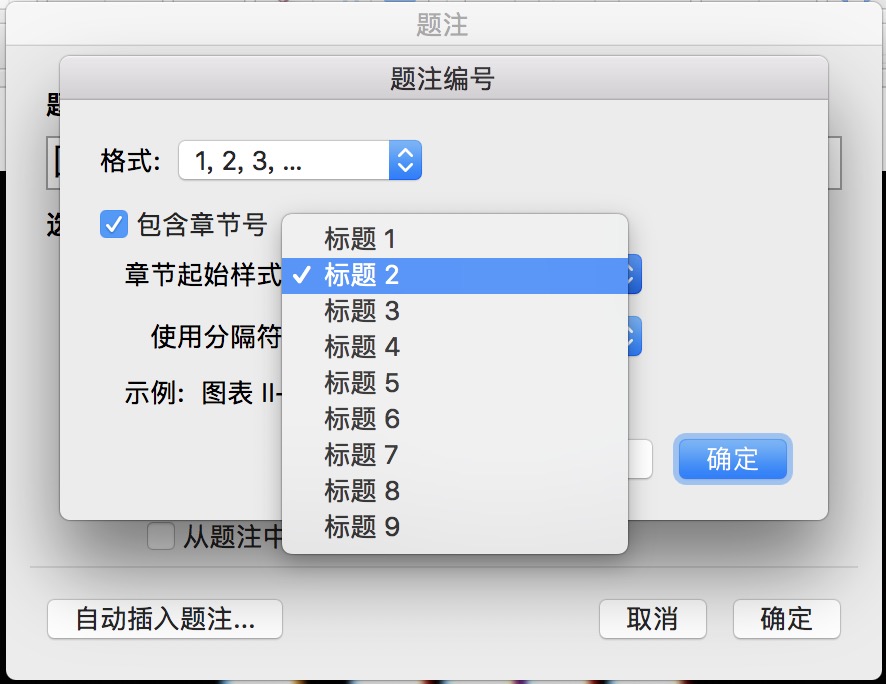 题注
题注编号
格式: 1, 2, 3, ...
包含章节号
标题 1
章节起始样式
标题 2
标题 3
使用分隔符
标题 4
示例: 图表 II-
标题 5
标题 6
标题 7
确定
标题 8
标题 9
从题注中
自动插入题注...
取消
确定